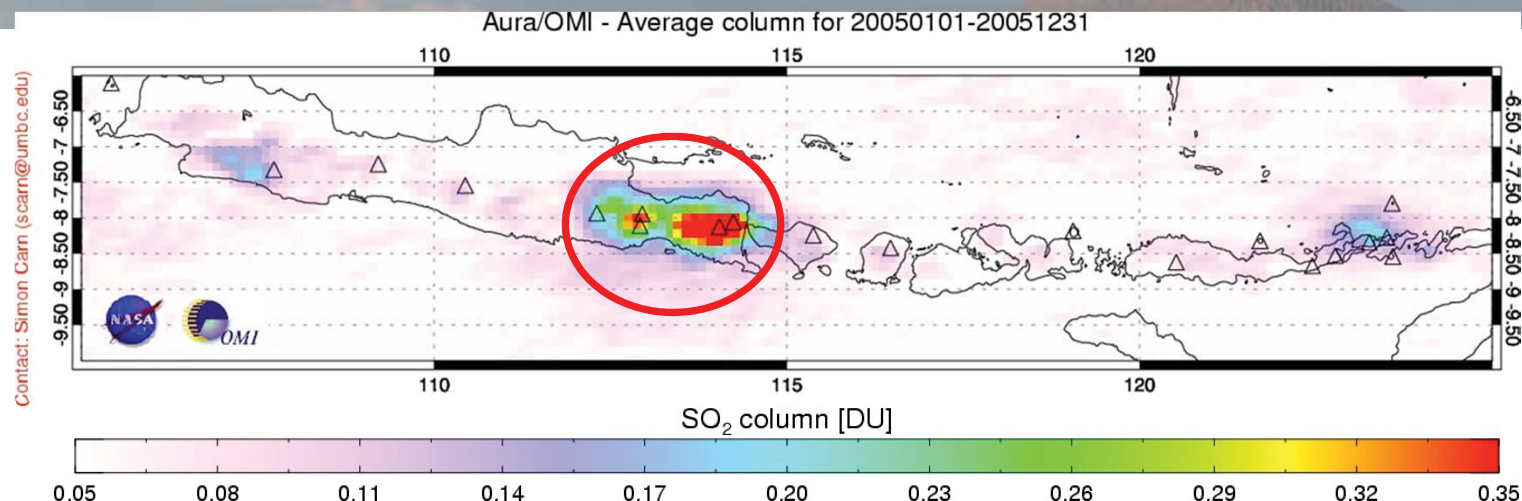 Aura/OMI - Average column for 20050101-20051231
110 115 120
Contact: Simon Carn (scarn@umbc.edu)
-6.50 -6.50
-7 -7
-7.50 -7.50
-8 -8
-8.50 -8.50
-9 -9
-9.50 -9.50
NASA
OMI
110 115 120
SO₂ column [DU]
0.05 0.08 0.11 0.14 0.17 0.20 0.23 0.26 0.29 0.32 0.35